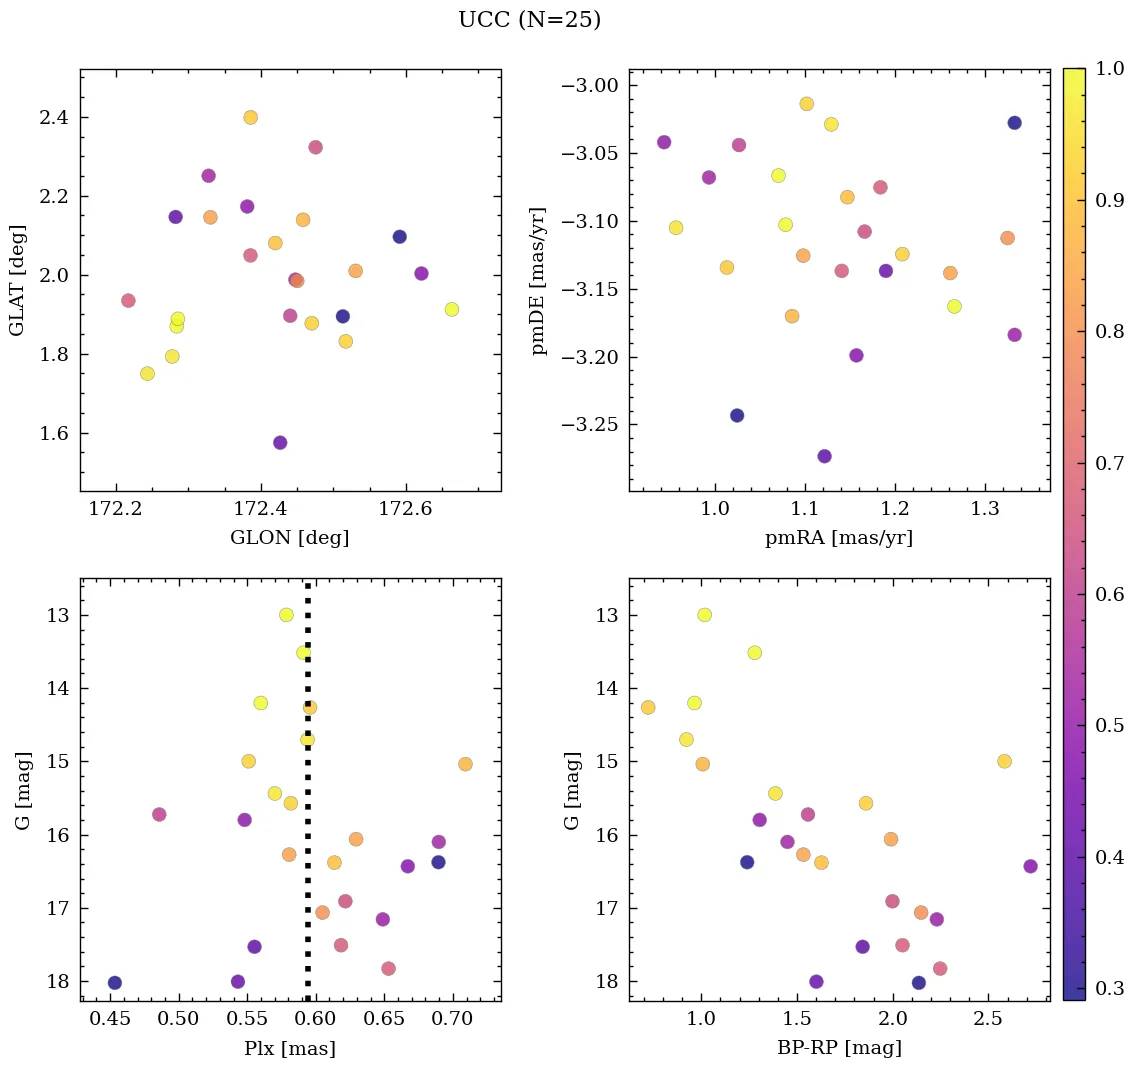 UCC (N=25)
2.4
2.2
2.0
1.8
1.6
GLAT [deg]
172.2 172.4 172.6
GLON [deg]
−3.00
−3.05
−3.10
−3.15
−3.20
−3.25
pmDE [mas/yr]
1.0 1.1 1.2 1.3
pmRA [mas/yr]
13
14
15
16
17
18
G [mag]
0.45 0.50 0.55 0.60 0.65 0.70
Plx [mas]
13
14
15
16
17
18
G [mag]
1.0 1.5 2.0 2.5
BP-RP [mag]
1.0
0.9
0.8
0.7
0.6
0.5
0.4
0.3